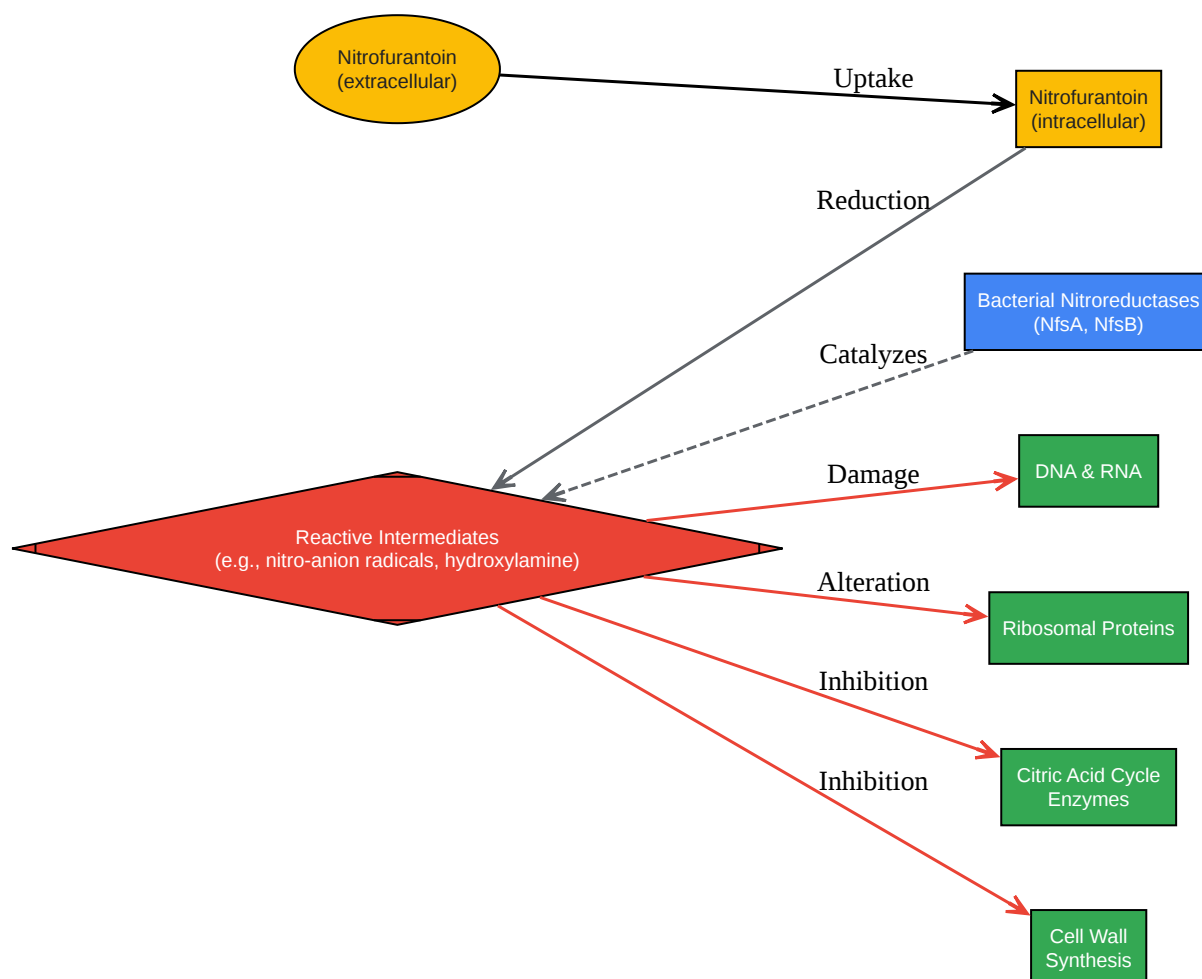 Nitrofurantoin
(extracellular)
Uptake
Nitrofurantoin
(intracellular)
Reduction
Bacterial Nitroreductases
(NfsA, NfsB)
Catalyzes
DNA & RNA
Damage
Reactive Intermediates
(e.g., nitro-anion radicals, hydroxylamine)
Alteration
Ribosomal Proteins
Inhibition
Citric Acid Cycle
Enzymes
Inhibition
Cell Wall
Synthesis